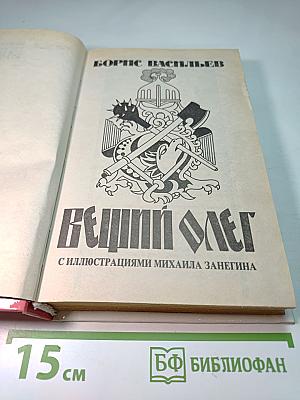 БОРИС ВАСИЛЬЕВ
ВЕЩИЙ ОЛЕГ
С ИЛЛЮСТРАЦИЯМИ МИХАИЛА ЗАНЕГИНА
15 см
БФ БИБЛИОФАН